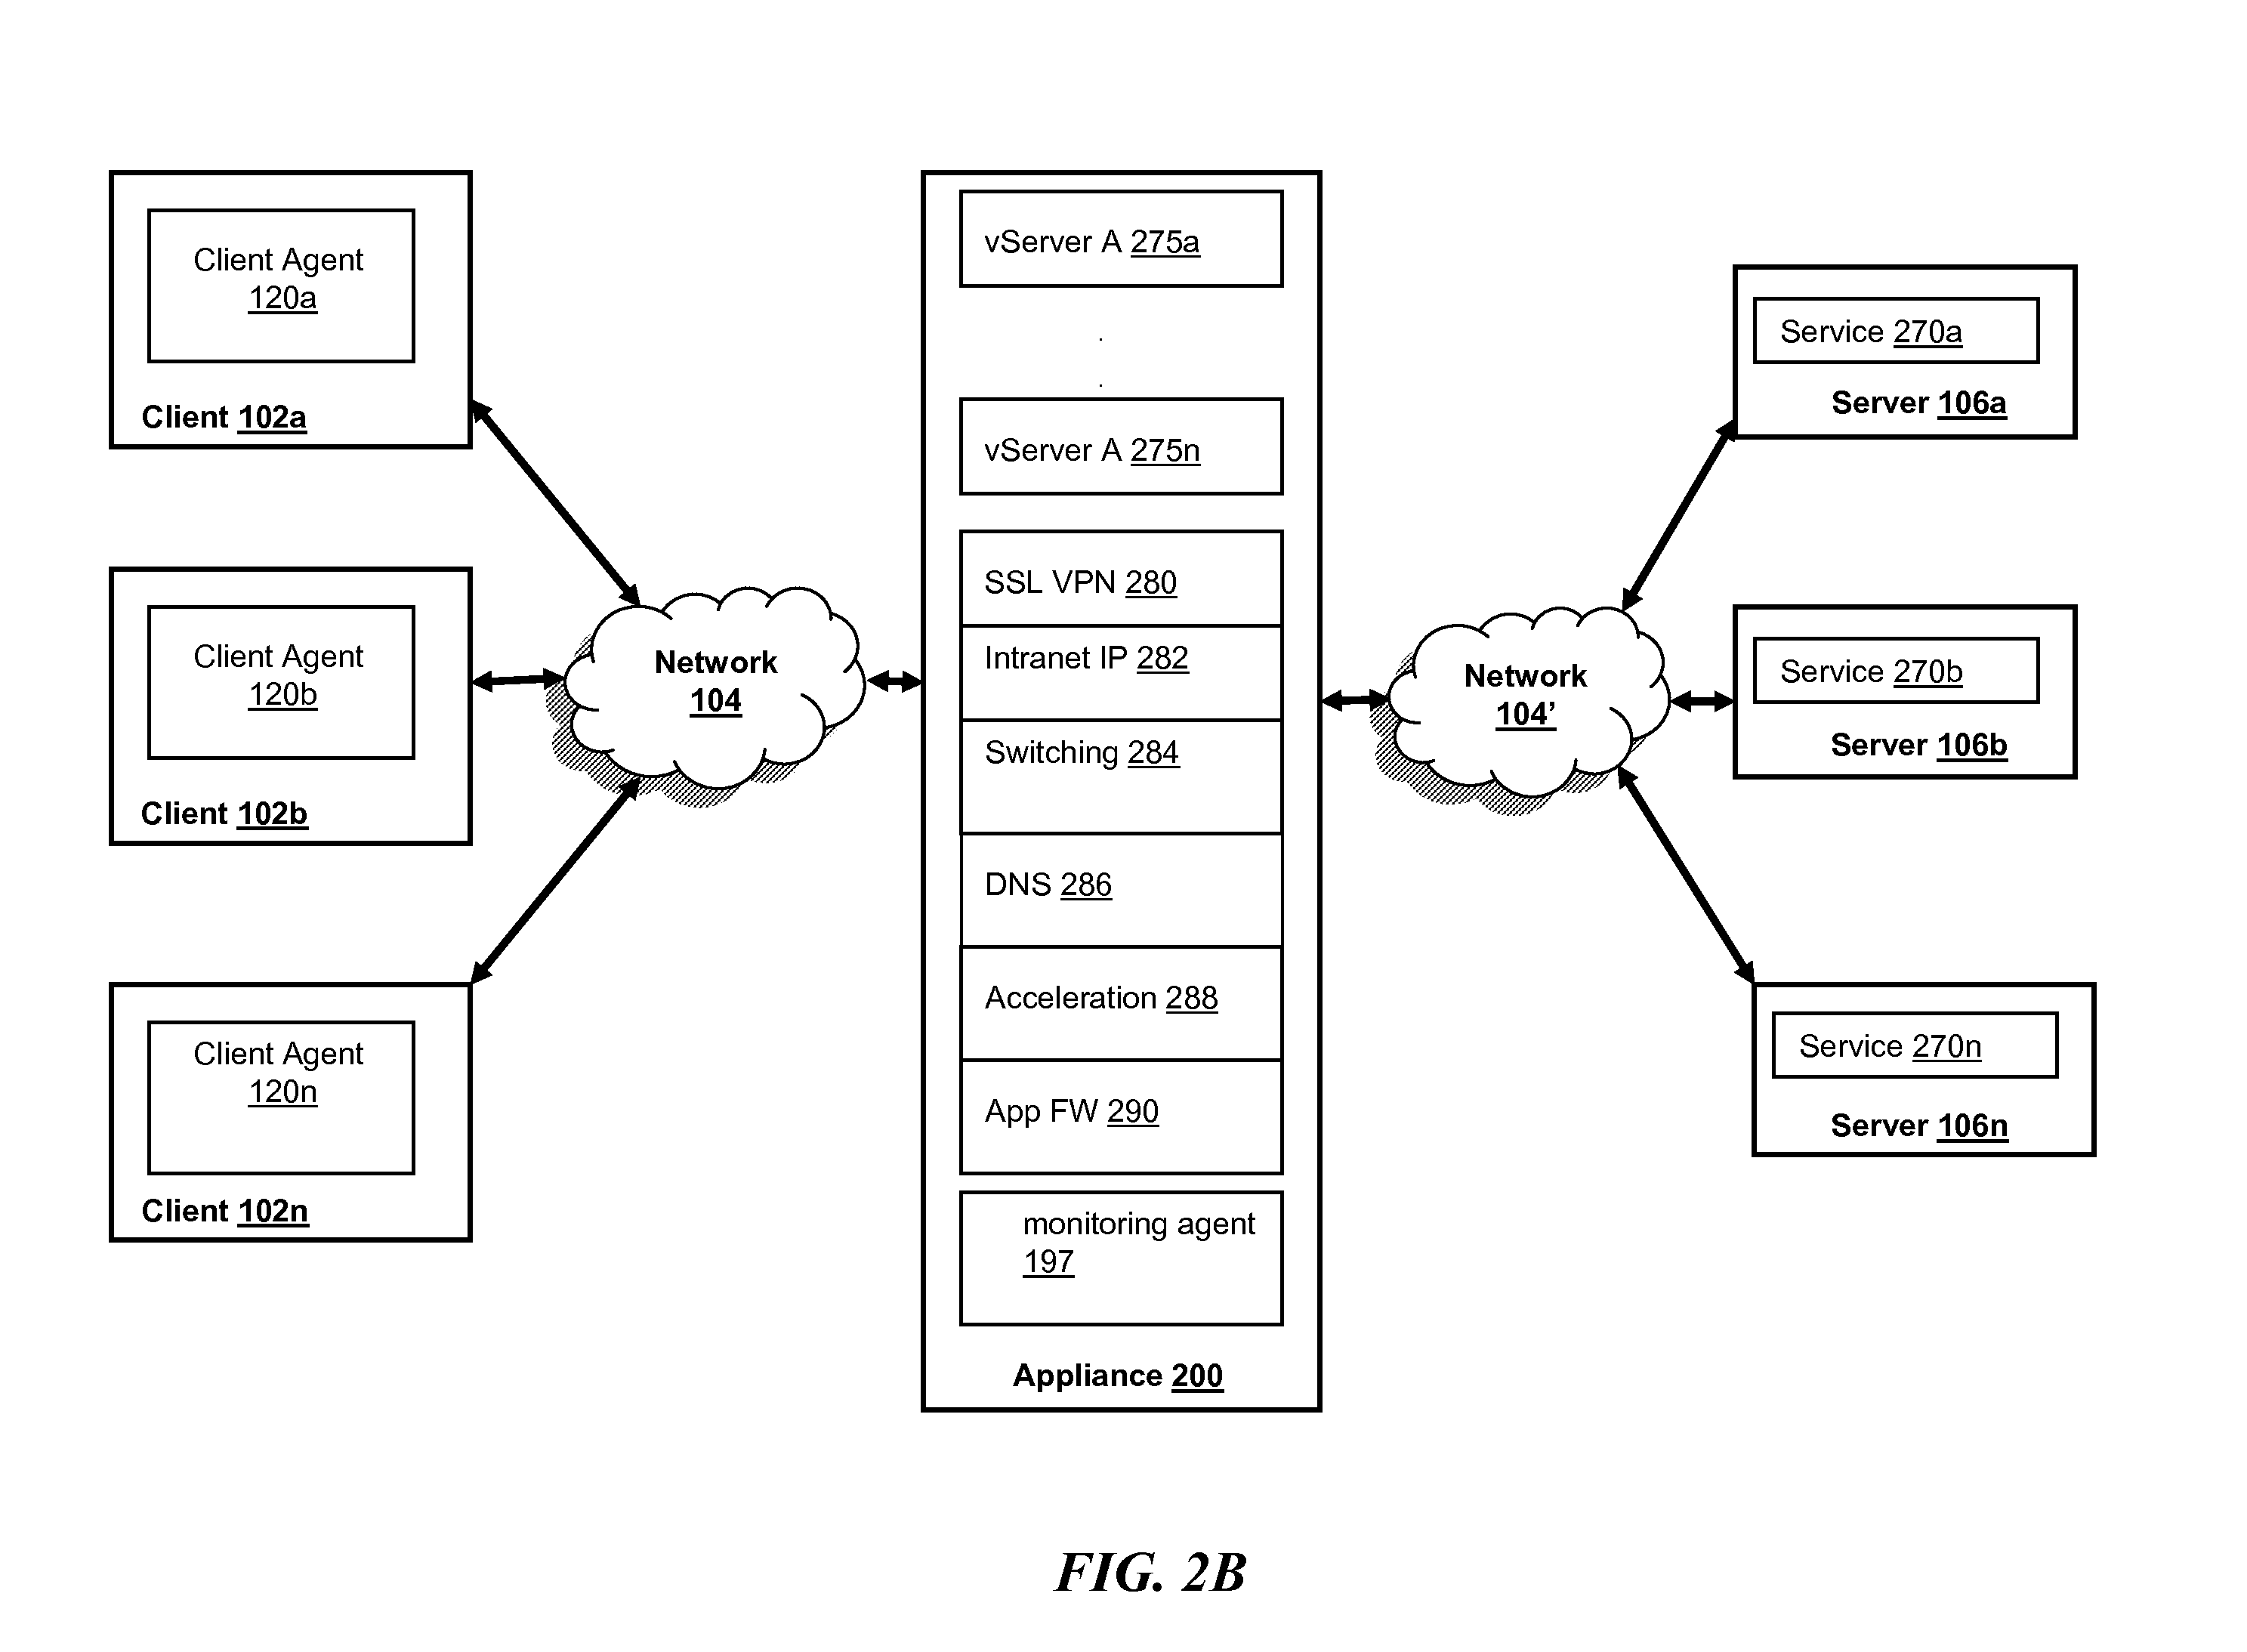 Client Agent
120a
Client 102a
Client Agent
120b
Client 102b
Client Agent
120n
Client 102n
Network
104
vServer A 275a
.
.
vServer A 275n
SSL VPN 280
Intranet IP 282
Switching 284
DNS 286
Acceleration 288
App FW 290
monitoring agent
197
Appliance 200
Network
104’
Service 270a
Server 106a
Service 270b
Server 106b
Service 270n
Server 106n
FIG. 2B